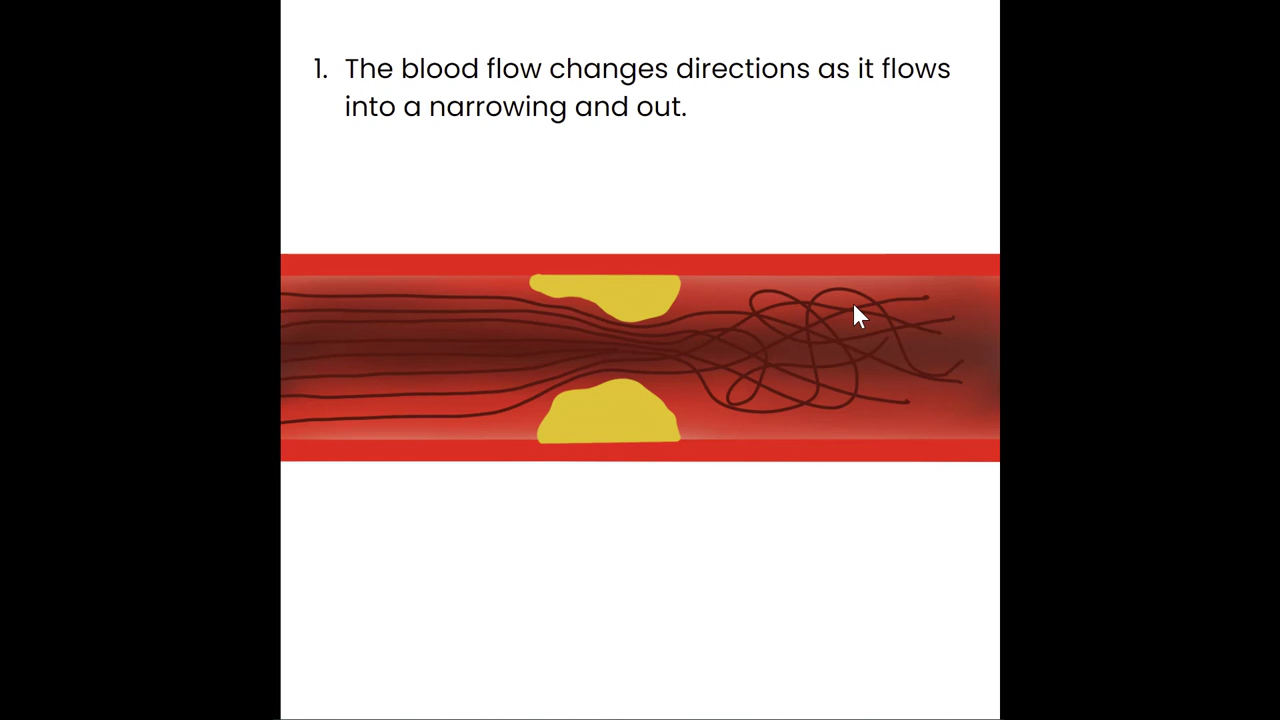 1. The blood flow changes directions as it flows
into a narrowing and out.